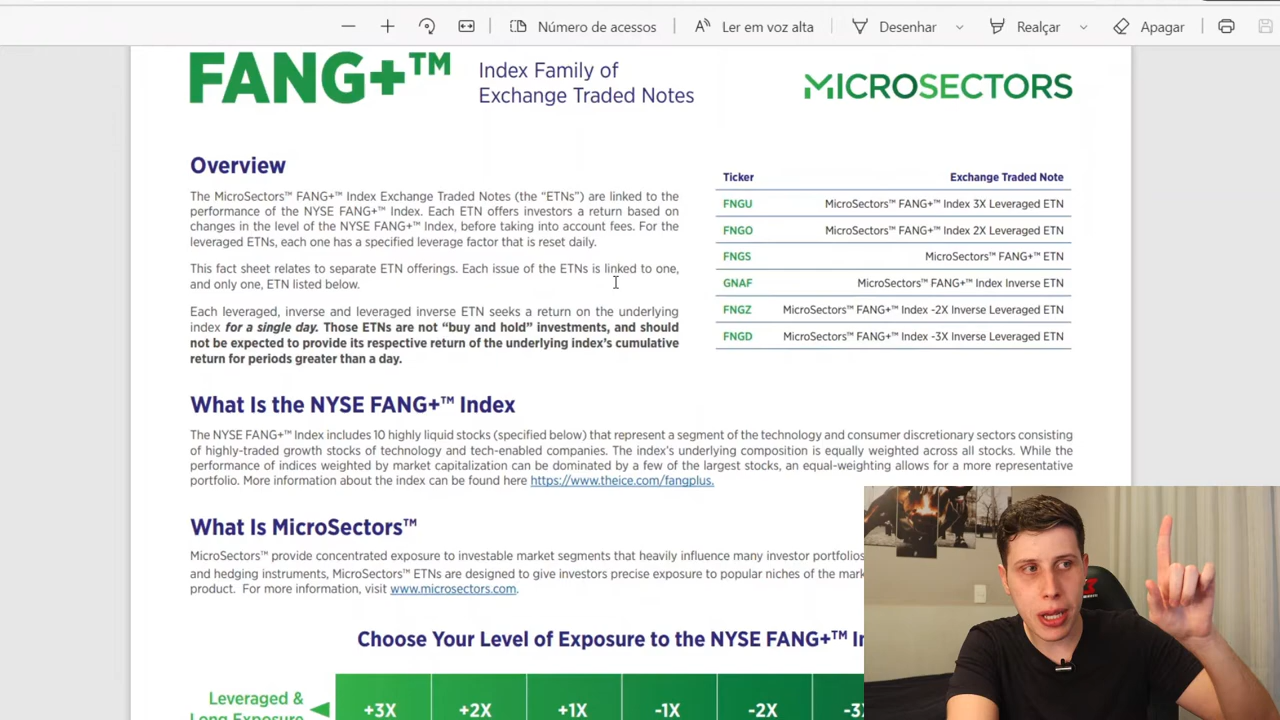 Número de acessos
Ler em voz alta
Desenhar
Realçar
Apagar
FANG+™
Index Family of
Exchange Traded Notes
MICROSECTORS
Overview
The MicroSectors™ FANG+™ Index Exchange Traded Notes (the “ETNs”) are linked to the
performance of the NYSE FANG+™ Index. Each ETN offers investors a return based on
changes in the level of the NYSE FANG+™ Index, before taking into account fees. For the
leveraged ETNs, each one has a specified leverage factor that is reset daily.
This fact sheet relates to separate ETN offerings. Each issue of the ETNs is linked to one,
and only one, ETN listed below.
Each leveraged, inverse and leveraged inverse ETN seeks a return on the underlying
index for a single day. Those ETNs are not “buy and hold” investments, and should
not be expected to provide its respective return of the underlying index’s cumulative
return for periods greater than a day.
Ticker Exchange Traded Note
FNGU MicroSectors™ FANG+™ Index 3X Leveraged ETN
FNGO MicroSectors™ FANG+™ Index 2X Leveraged ETN
FNGS MicroSectors™ FANG+™ ETN
GNAF MicroSectors™ FANG+™ Index Inverse ETN
FNGZ MicroSectors™ FANG+™ Index -2X Inverse Leveraged ETN
FNGD MicroSectors™ FANG+™ Index -3X Inverse Leveraged ETN
What Is the NYSE FANG+™ Index
The NYSE FANG+™ Index includes 10 highly liquid stocks (specified below) that represent a segment of the technology and consumer discretionary sectors consisting
of highly-traded growth stocks of technology and tech-enabled companies. The index’s underlying composition is equally weighted across all stocks. While the
performance of indices weighted by market capitalization can be dominated by a few of the largest stocks, an equal-weighting allows for a more representative
portfolio. More information about the index can be found here https://www.theice.com/fangplus.
What Is MicroSectors™
MicroSectors™ provide concentrated exposure to investable market segments that heavily influence many investor portfolios
and hedging instruments, MicroSectors™ ETNs are designed to give investors precise exposure to popular niches of the mark
product. For more information, visit www.microsectors.com.
Choose Your Level of Exposure to the NYSE FANG+™ In
Leveraged &
Long Exposure
+3X +2X +1X -1X -2X -3X